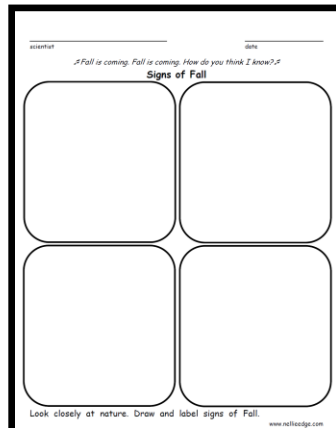 scientist date
♬Fall is coming. Fall is coming. How do you think I know?♬
Signs of Fall
Look closely at nature. Draw and label signs of Fall.
www.nellieedge.com